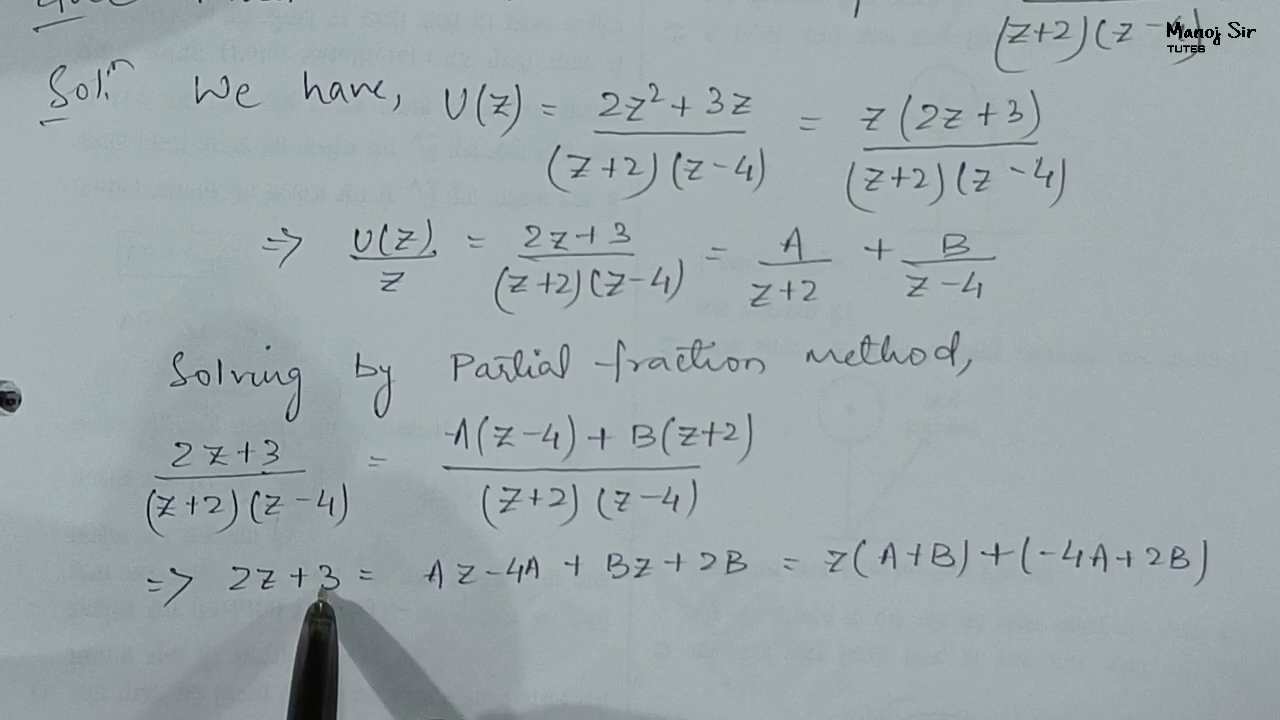 (z+2)(z-4)
Manoj Sir
TUTES
Solⁿ. We have, U(z) = 2z²+3z / (z+2)(z-4) = z(2z+3) / (z+2)(z-4)
=> U(z) / z = 2z+3 / (z+2)(z-4) = A / z+2 + B / z-4
Solving by Partial fraction method,
2z+3 / (z+2)(z-4) = A(z-4)+B(z+2) / (z+2)(z-4)
=> 2z+3 = Az-4A + Bz+2B = z(A+B)+(-4A+2B)